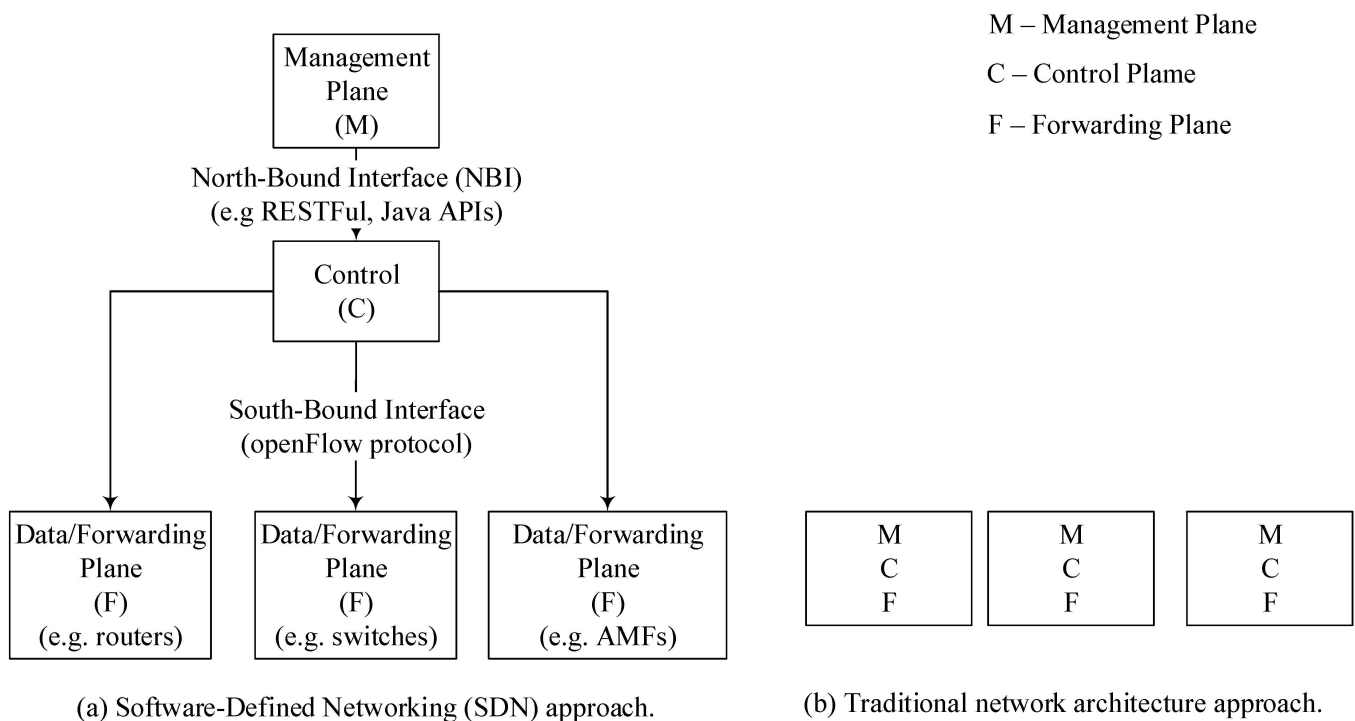 Management
Plane
(M)
North-Bound Interface (NBI)
(e.g RESTFul, Java APIs)
Control
(C)
South-Bound Interface
(openFlow protocol)
Data/Forwarding
Plane
(F)
(e.g. routers)
Data/Forwarding
Plane
(F)
(e.g. switches)
Data/Forwarding
Plane
(F)
(e.g. AMFs)
(a) Software-Defined Networking (SDN) approach.
M – Management Plane
C – Control Plame
F – Forwarding Plane
M
C
F
M
C
F
M
C
F
(b) Traditional network architecture approach.